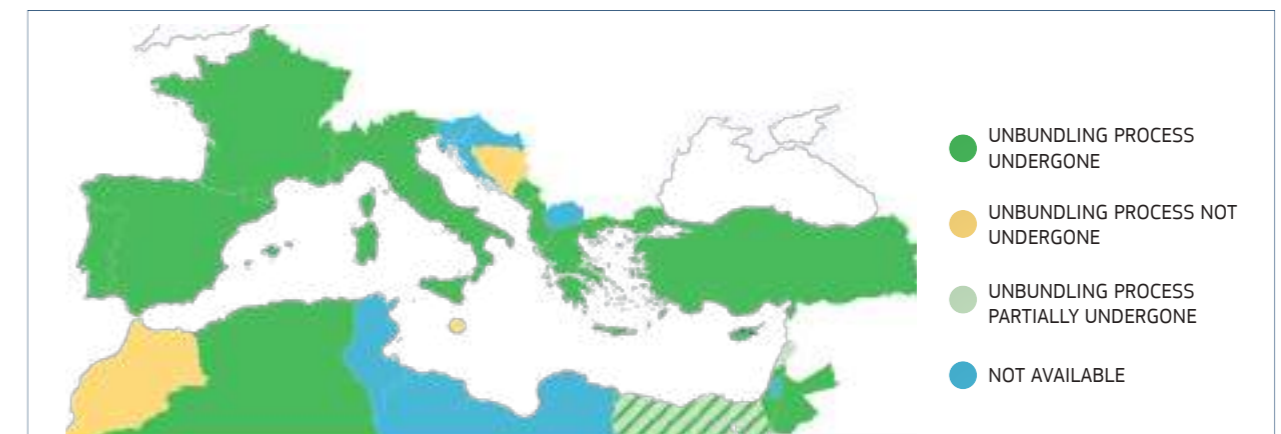 UNBUNDLING PROCESS
UNDERGONE
UNBUNDLING PROCESS NOT
UNDERGONE
UNBUNDLING PROCESS
PARTIALLY UNDERGONE
NOT AVAILABLE